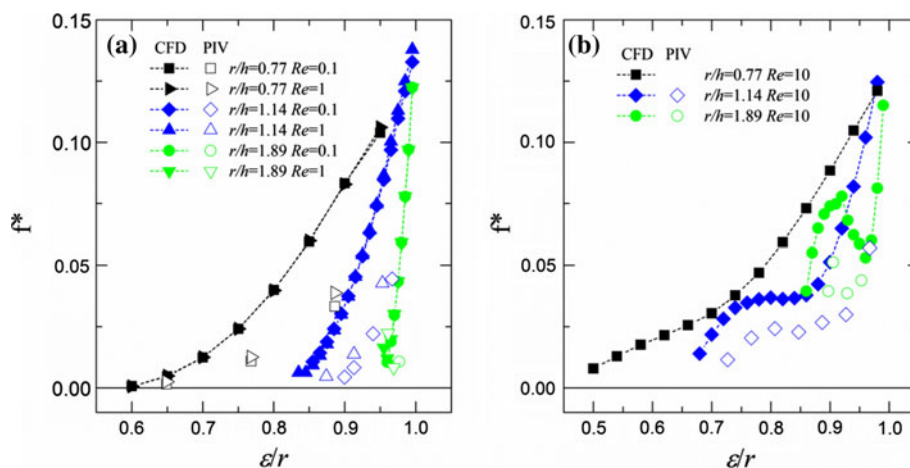 (a)
CFD PIV
r/h=0.77 Re=0.1
r/h=0.77 Re=1
r/h=1.14 Re=0.1
r/h=1.14 Re=1
r/h=1.89 Re=0.1
r/h=1.89 Re=1
0.15
0.10
0.05
0.00
f*
0.6 0.7 0.8 0.9 1.0
ε/r
(b)
CFD PIV
r/h=0.77 Re=10
r/h=1.14 Re=10
r/h=1.89 Re=10
0.15
0.10
0.05
0.00
f*
0.5 0.6 0.7 0.8 0.9 1.0
ε/r